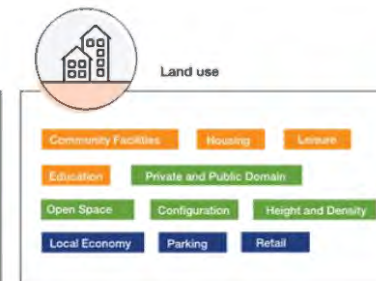 Land use
Community Facilities Housing Leisure
Education Private and Public Domain
Open Space Configuration Height and Density
Local Economy Parking Retail